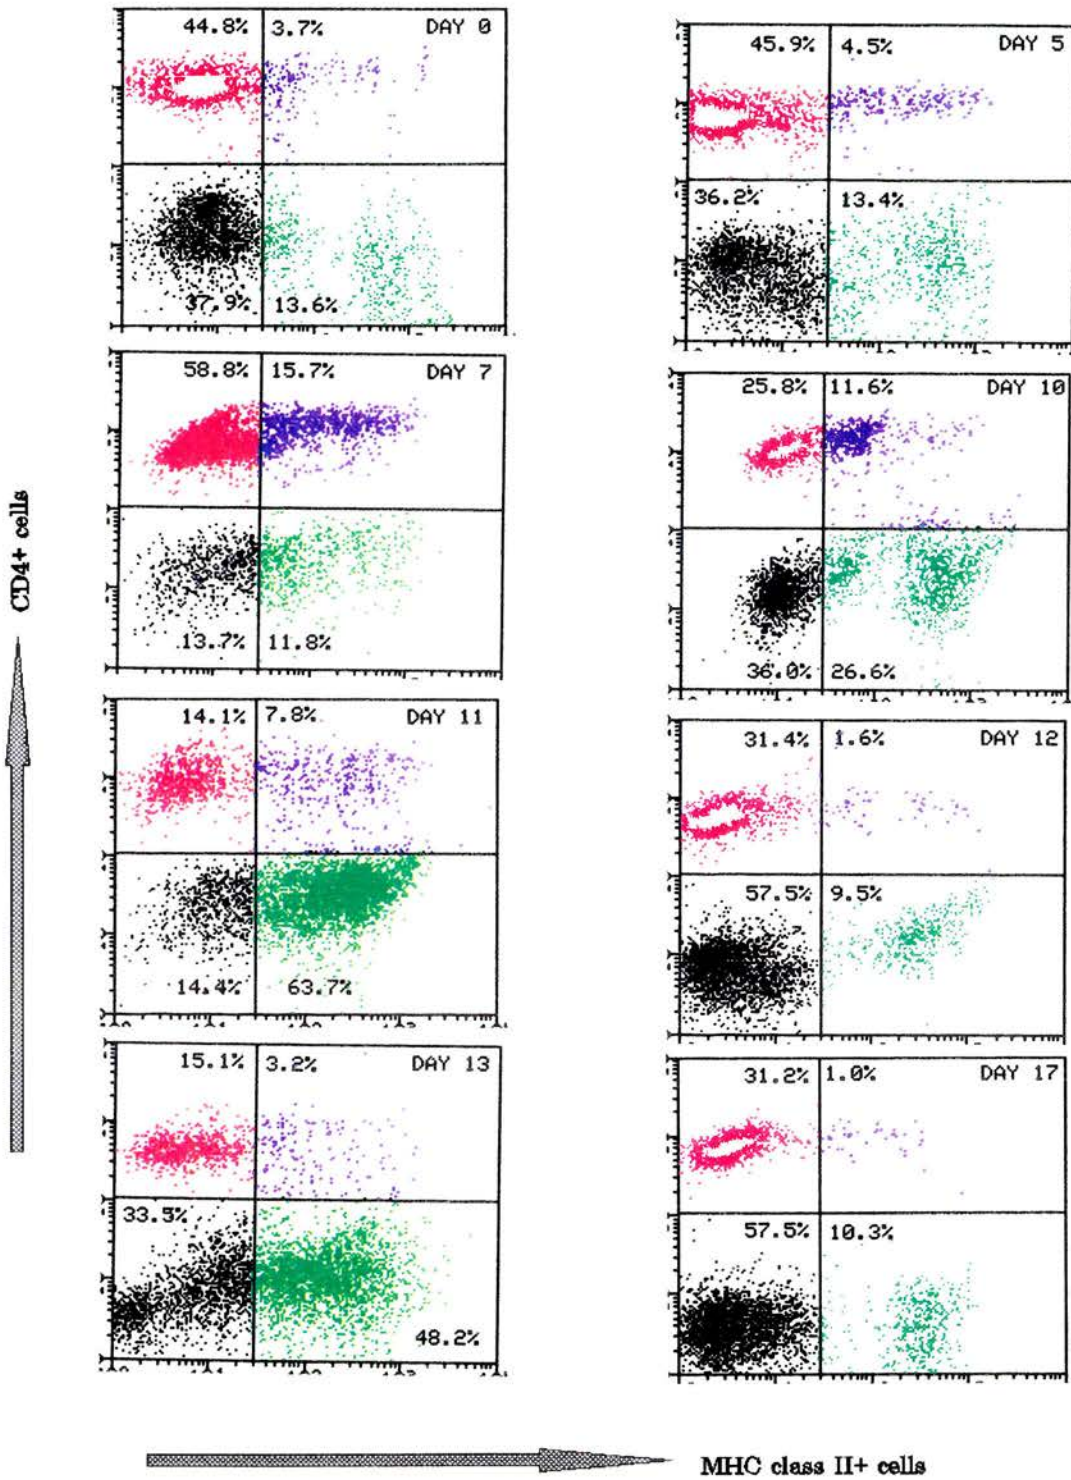 44.8% 3.7% DAY 0
37.9% 13.6%
45.9% 4.5% DAY 5
36.2% 13.4%
58.8% 15.7% DAY 7
13.7% 11.8%
25.8% 11.6% DAY 10
36.0% 26.6%
14.1% 7.8% DAY 11
14.4% 63.7%
31.4% 1.6% DAY 12
57.5% 9.5%
15.1% 3.2% DAY 13
33.5%
48.2%
31.2% 1.0% DAY 17
57.5% 10.3%
CD4+ cells
MHC class II+ cells